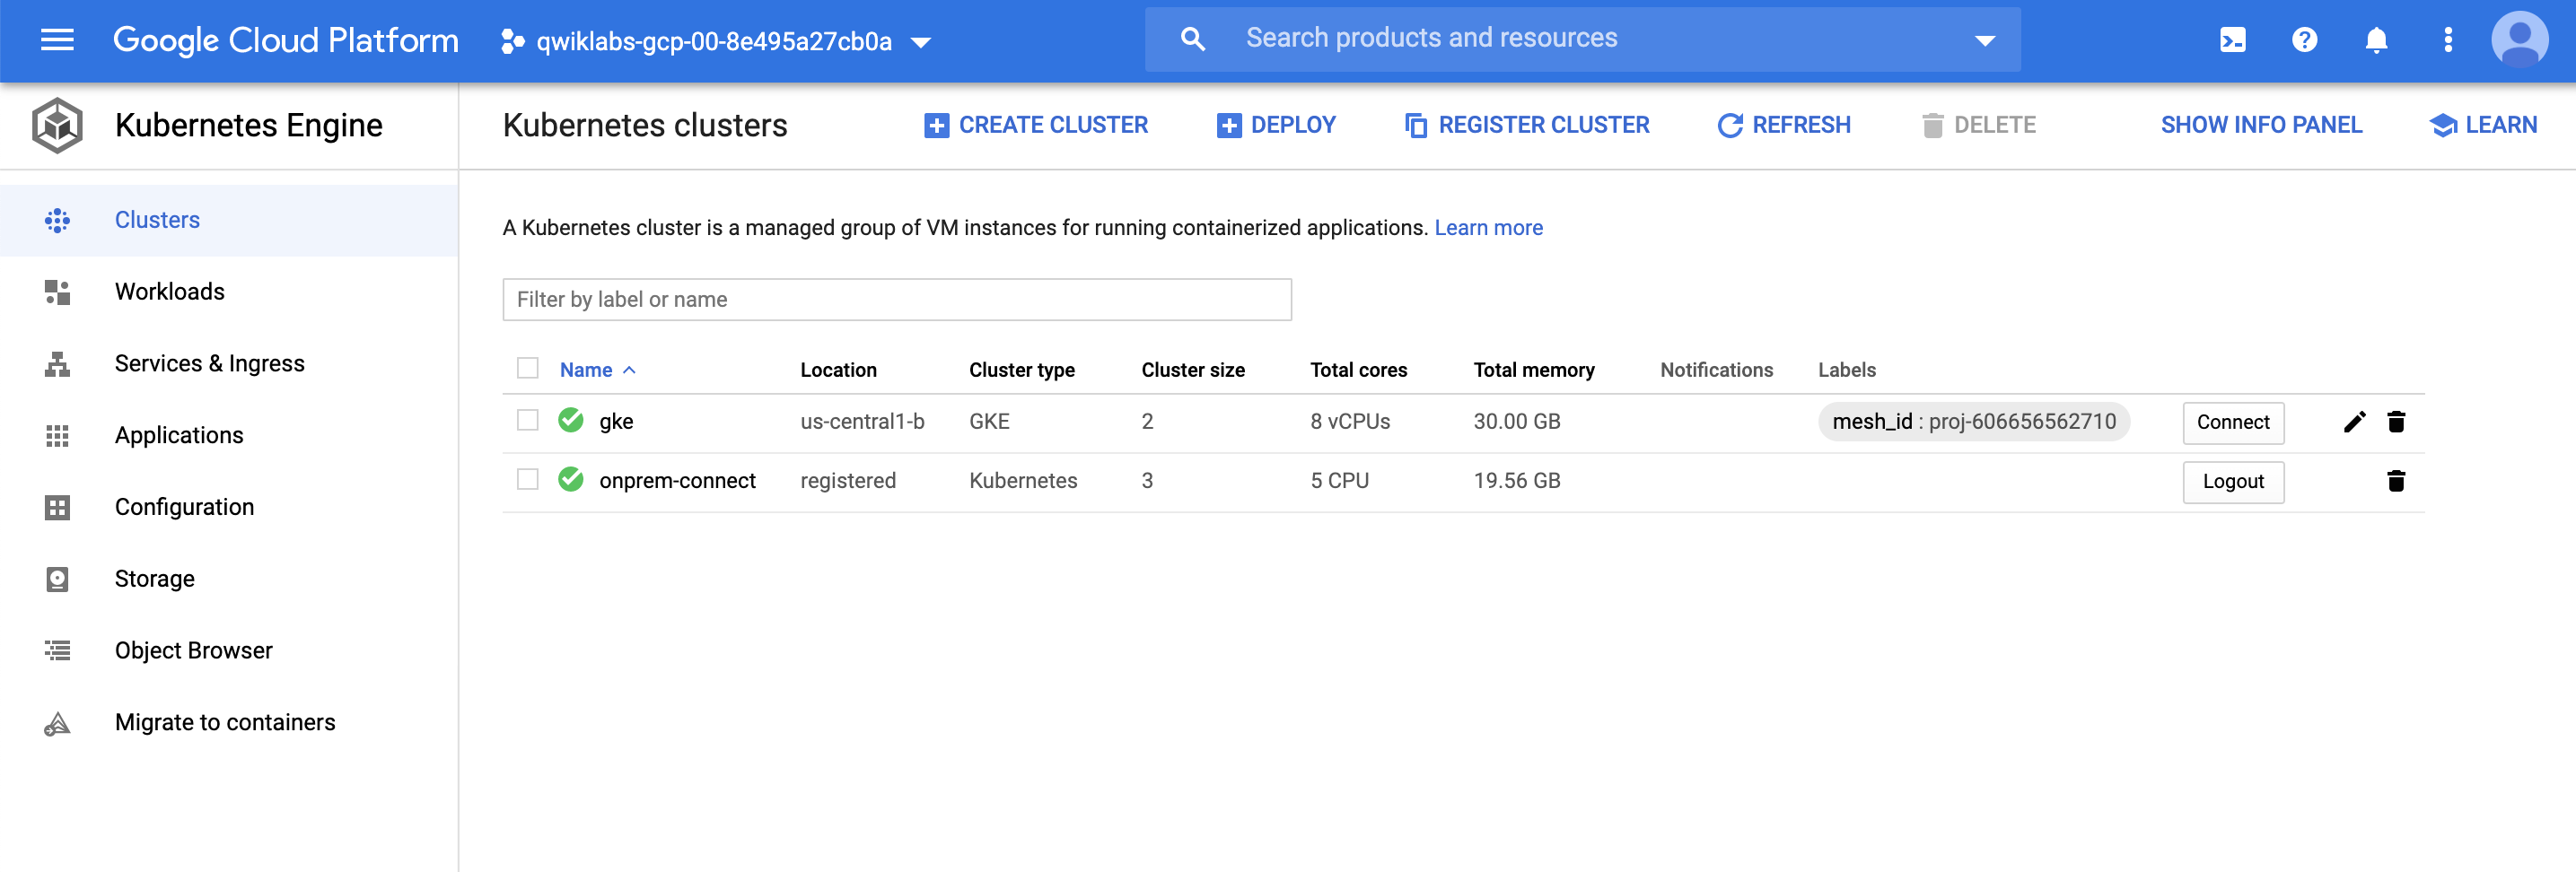 Google Cloud Platform qwiklabs-gcp-00-8e495a27cb0a Search products and resources
Kubernetes Engine
Kubernetes clusters CREATE CLUSTER DEPLOY REGISTER CLUSTER REFRESH DELETE SHOW INFO PANEL LEARN
Clusters
Workloads
Services & Ingress
Applications
Configuration
Storage
Object Browser
Migrate to containers
A Kubernetes cluster is a managed group of VM instances for running containerized applications. Learn more
Filter by label or name
Name Location Cluster type Cluster size Total cores Total memory Notifications Labels
gke us-central1-b GKE 2 8 vCPUs 30.00 GB mesh_id : proj-606656562710 Connect
onprem-connect registered Kubernetes 3 5 CPU 19.56 GB Logout